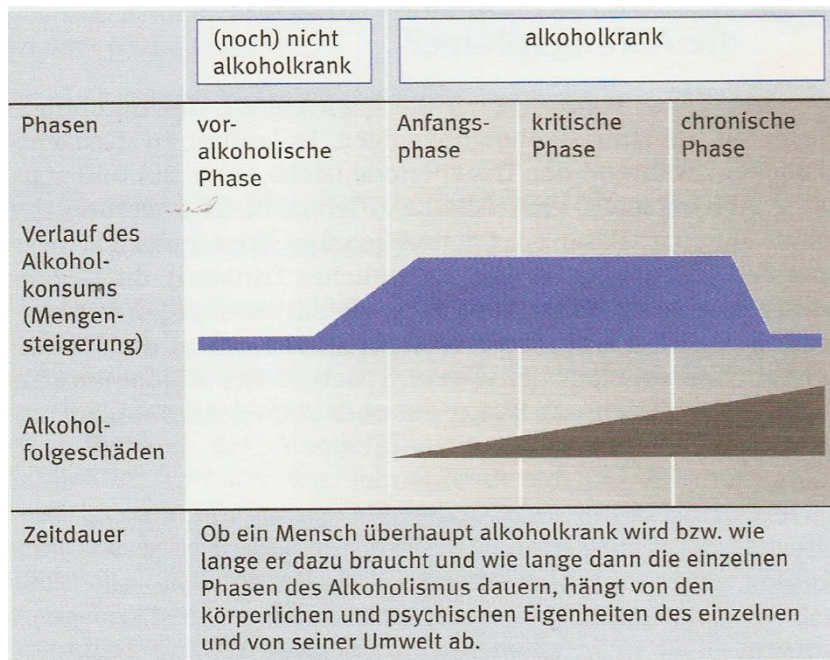 (noch) nicht
alkoholkrank
alkoholkrank
Phasen
vor-
alkoholische
Phase
Anfangs-
phase
kritische
Phase
chronische
Phase
Verlauf des
Alkohol-
konsums
(Mengen-
steigerung)
Alkohol-
folgeschäden
Zeitdauer
Ob ein Mensch überhaupt alkoholkrank wird bzw. wie
lange er dazu braucht und wie lange dann die einzelnen
Phasen des Alkoholismus dauern, hängt von den
körperlichen und psychischen Eigenheiten des einzelnen
und von seiner Umwelt ab.